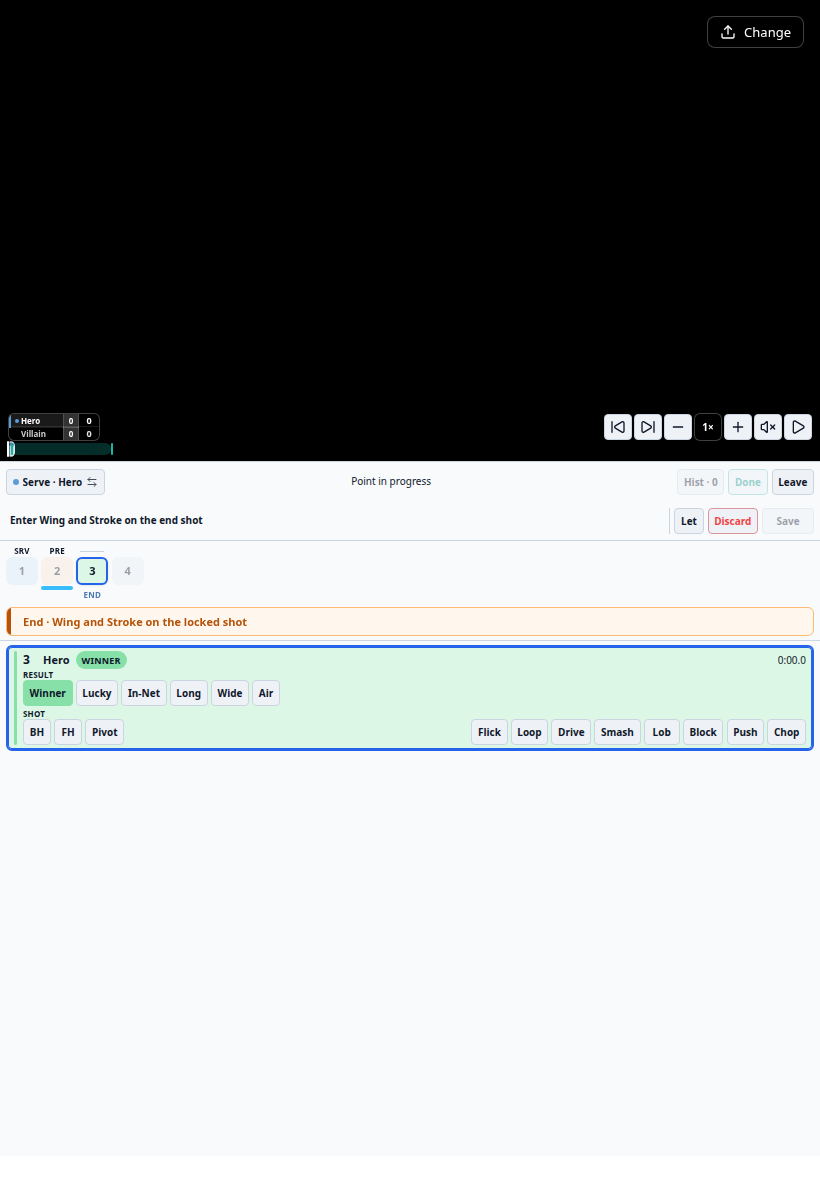 Change
Hero 0 0
Villain 0 0
1×
Serve · Hero
Point in progress
Hist · 0
Done
Leave
Enter Wing and Stroke on the end shot
Let
Discard
Save
SRV PRE
1 2 3 4
END
End · Wing and Stroke on the locked shot
3 Hero WINNER 0:00.0
RESULT
Winner Lucky In-Net Long Wide Air
SHOT
BH FH Pivot Flick Loop Drive Smash Lob Block Push Chop